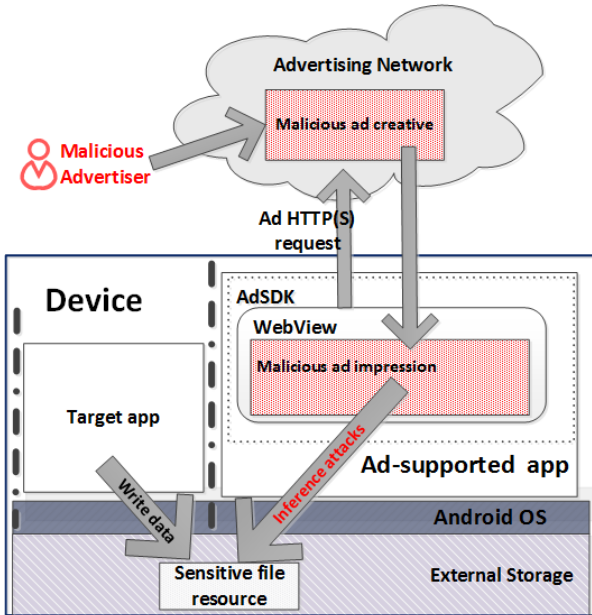 Advertising Network
Malicious ad creative
Malicious
Advertiser
Ad HTTP(S)
request
Device
AdSDK
WebView
Malicious ad impression
Target app
Inference attacks
Ad-supported app
Write data
Android OS
Sensitive file
resource
External Storage